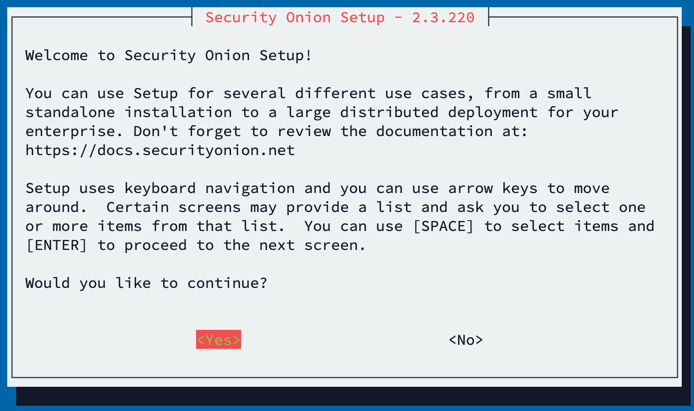 Security Onion Setup - 2.3.220
Welcome to Security Onion Setup!
You can use Setup for several different use cases, from a small
standalone installation to a large distributed deployment for your
enterprise. Don't forget to review the documentation at:
https://docs.securityonion.net
Setup uses keyboard navigation and you can use arrow keys to move
around.  Certain screens may provide a list and ask you to select one
or more items from that list.  You can use [SPACE] to select items and
[ENTER] to proceed to the next screen.
Would you like to continue?
<Yes> <No>